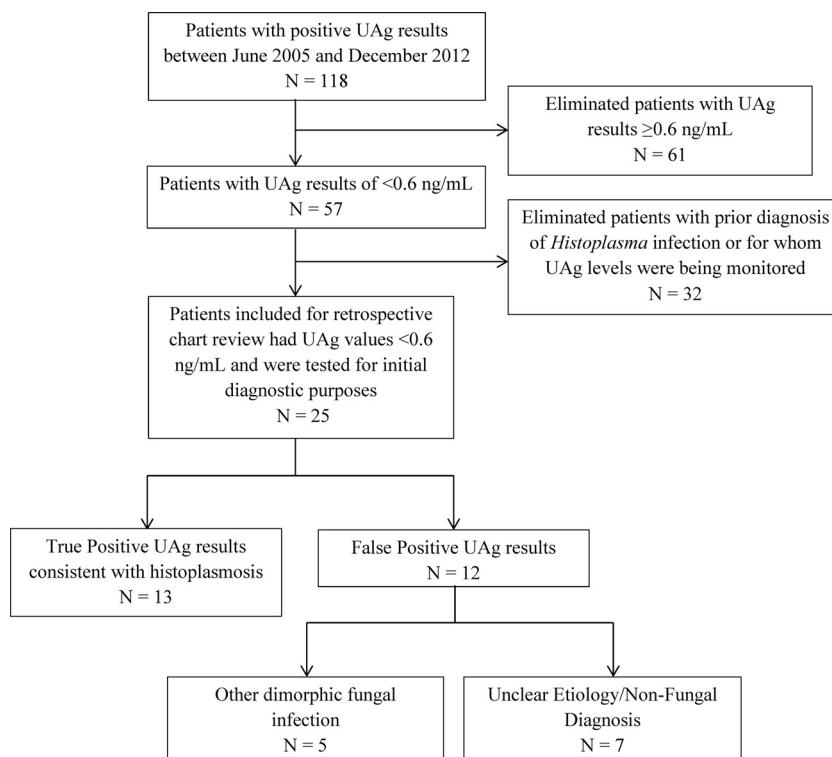 Patients with positive UAg results
between June 2005 and December 2012
N = 118
Eliminated patients with UAg
results ≥0.6 ng/mL
N = 61
Patients with UAg results of <0.6 ng/mL
N = 57
Eliminated patients with prior diagnosis
of Histoplasma infection or for whom
UAg levels were being monitored
N = 32
Patients included for retrospective
chart review had UAg values <0.6
ng/mL and were tested for initial
diagnostic purposes
N = 25
True Positive UAg results
consistent with histoplasmosis
N = 13
False Positive UAg results
N = 12
Other dimorphic fungal
infection
N = 5
Unclear Etiology/Non-Fungal
Diagnosis
N = 7